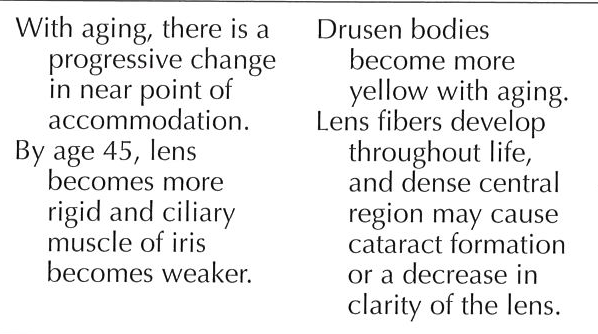 With aging, there is a
progressive change
in near point of
accommodation.
By age 45, lens
becomes more
rigid and ciliary
muscle of iris
becomes weaker.
Drusen bodies
become more
yellow with aging.
Lens fibers develop
throughout life,
and dense central
region may cause
cataract formation
or a decrease in
clarity of the lens.